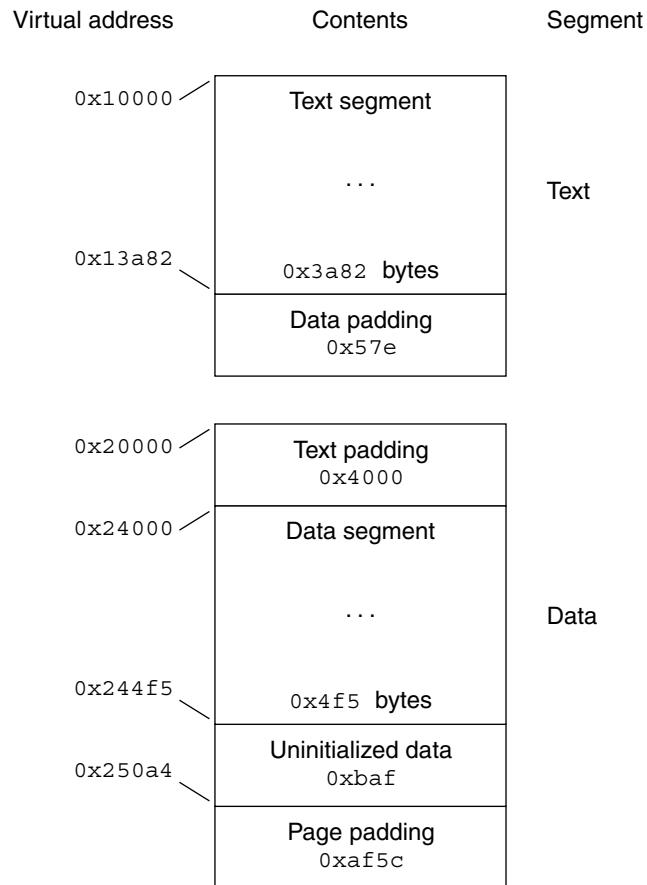 Virtual address Contents Segment
0x10000
Text segment
. . .
Text
0x13a82
0x3a82 bytes
Data padding
0x57e
0x20000
Text padding
0x4000
0x24000
Data segment
. . .
Data
0x244f5
0x4f5 bytes
Uninitialized data
0xbaf
0x250a4
Page padding
0xaf5c